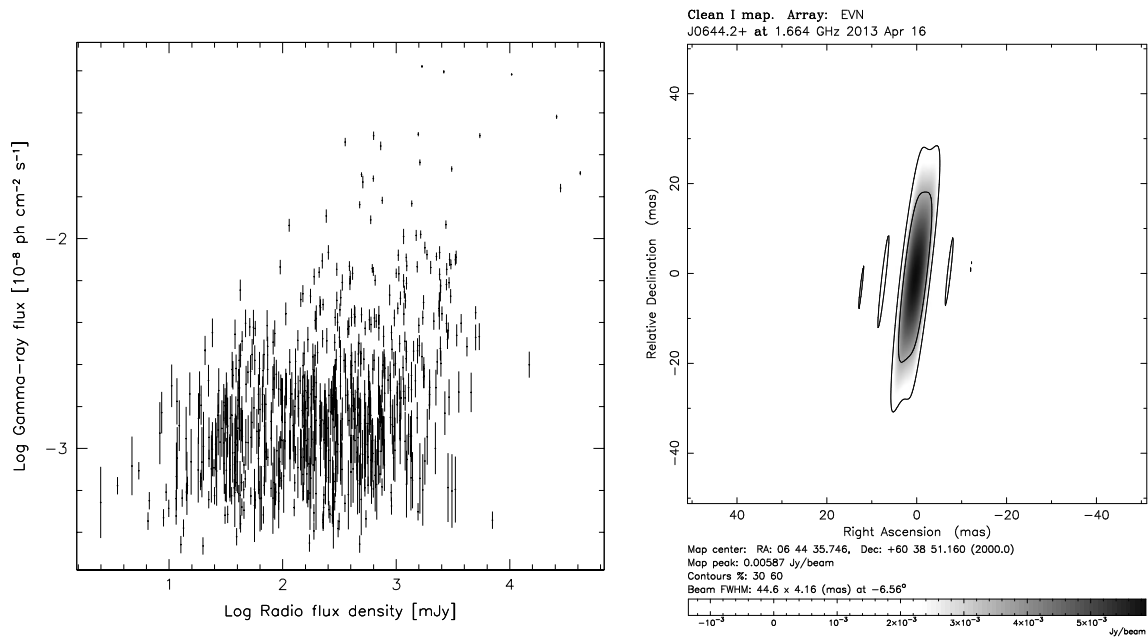 Log Gamma-ray flux [10⁻⁸ ph cm⁻² s⁻¹]
-2
-3
1 2 3 4
Log Radio flux density [mJy]
Clean I map. Array: EVN
J0644.2+ at 1.664 GHz 2013 Apr 16
Relative Declination (mas)
40
20
0
-20
-40
40 20 0 -20 -40
Right Ascension (mas)
Map center: RA: 06 44 35.746, Dec: +60 38 51.160 (2000.0)
Map peak: 0.00587 Jy/beam
Contours %: 30 60
Beam FWHM: 44.6 x 4.16 (mas) at -6.56°
-10⁻³ 0 10⁻³ 2×10⁻³ 3×10⁻³ 4×10⁻³ 5×10⁻³
Jy/beam